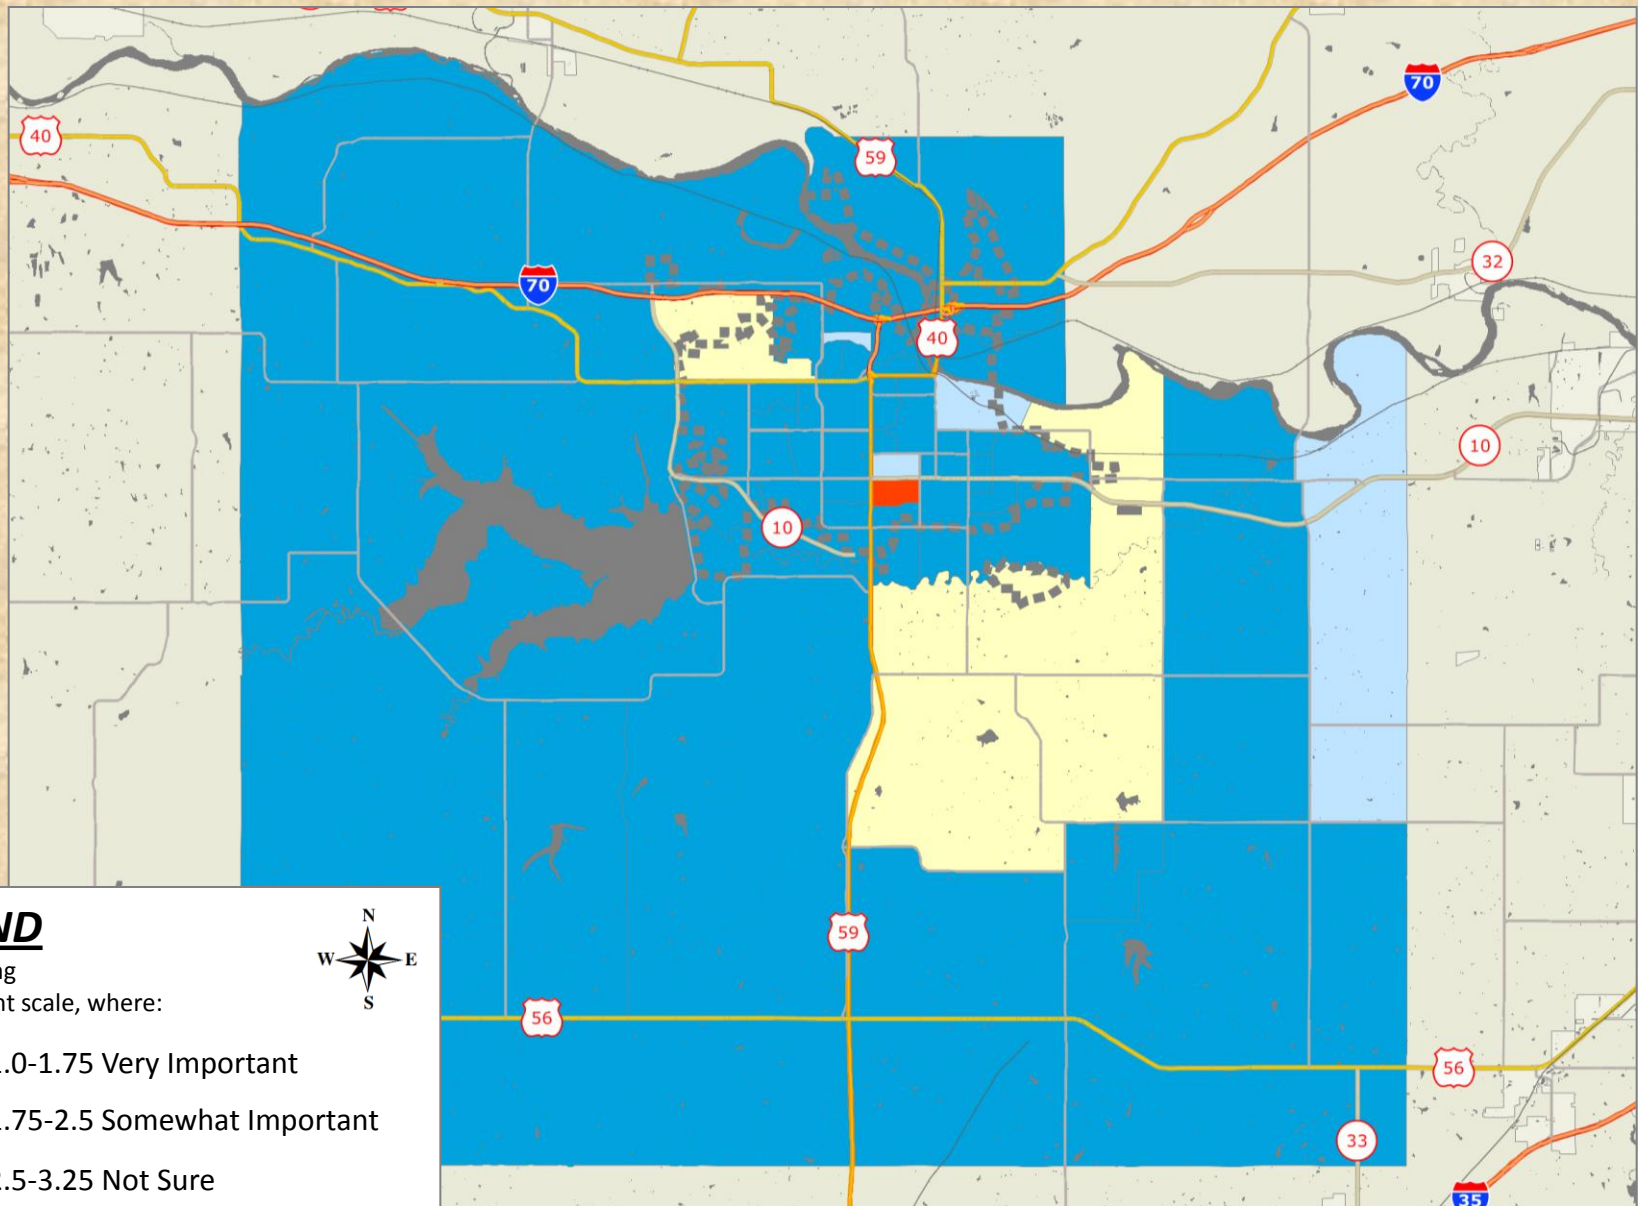 70
40
59
32
70
40
10
10
59
56
56
33
35
ND
N
W E
S
nt scale, where:
.0-1.75 Very Important
.75-2.5 Somewhat Important
.5-3.25 Not Sure